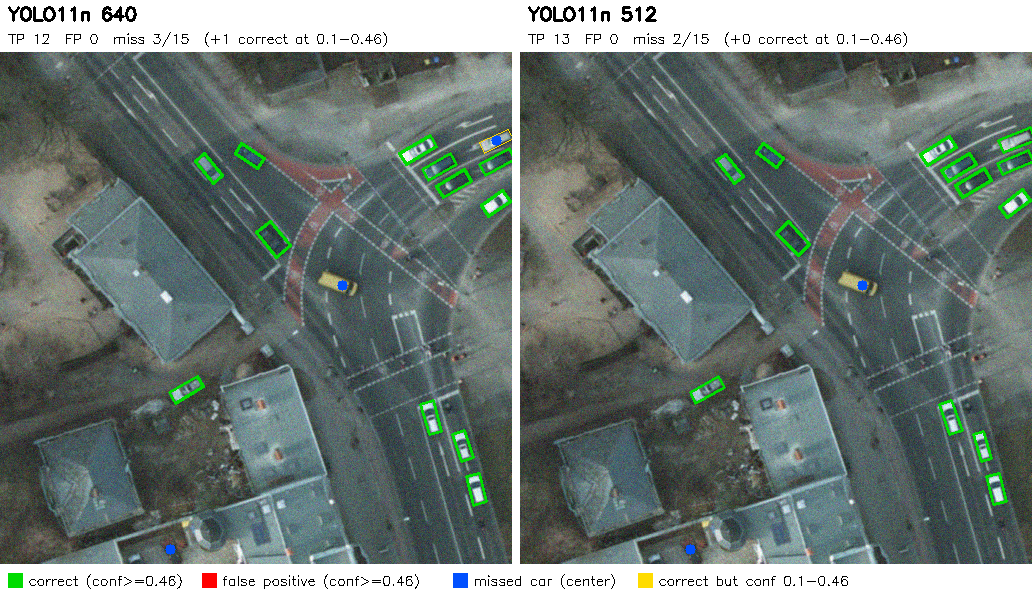 YOLO11n 640
TP 12 FP 0 miss 3/15 (+1 correct at 0.1-0.46)
YOLO11n 512
TP 13 FP 0 miss 2/15 (+0 correct at 0.1-0.46)
correct (conf>=0.46) false positive (conf>=0.46) missed car (center) correct but conf 0.1-0.46